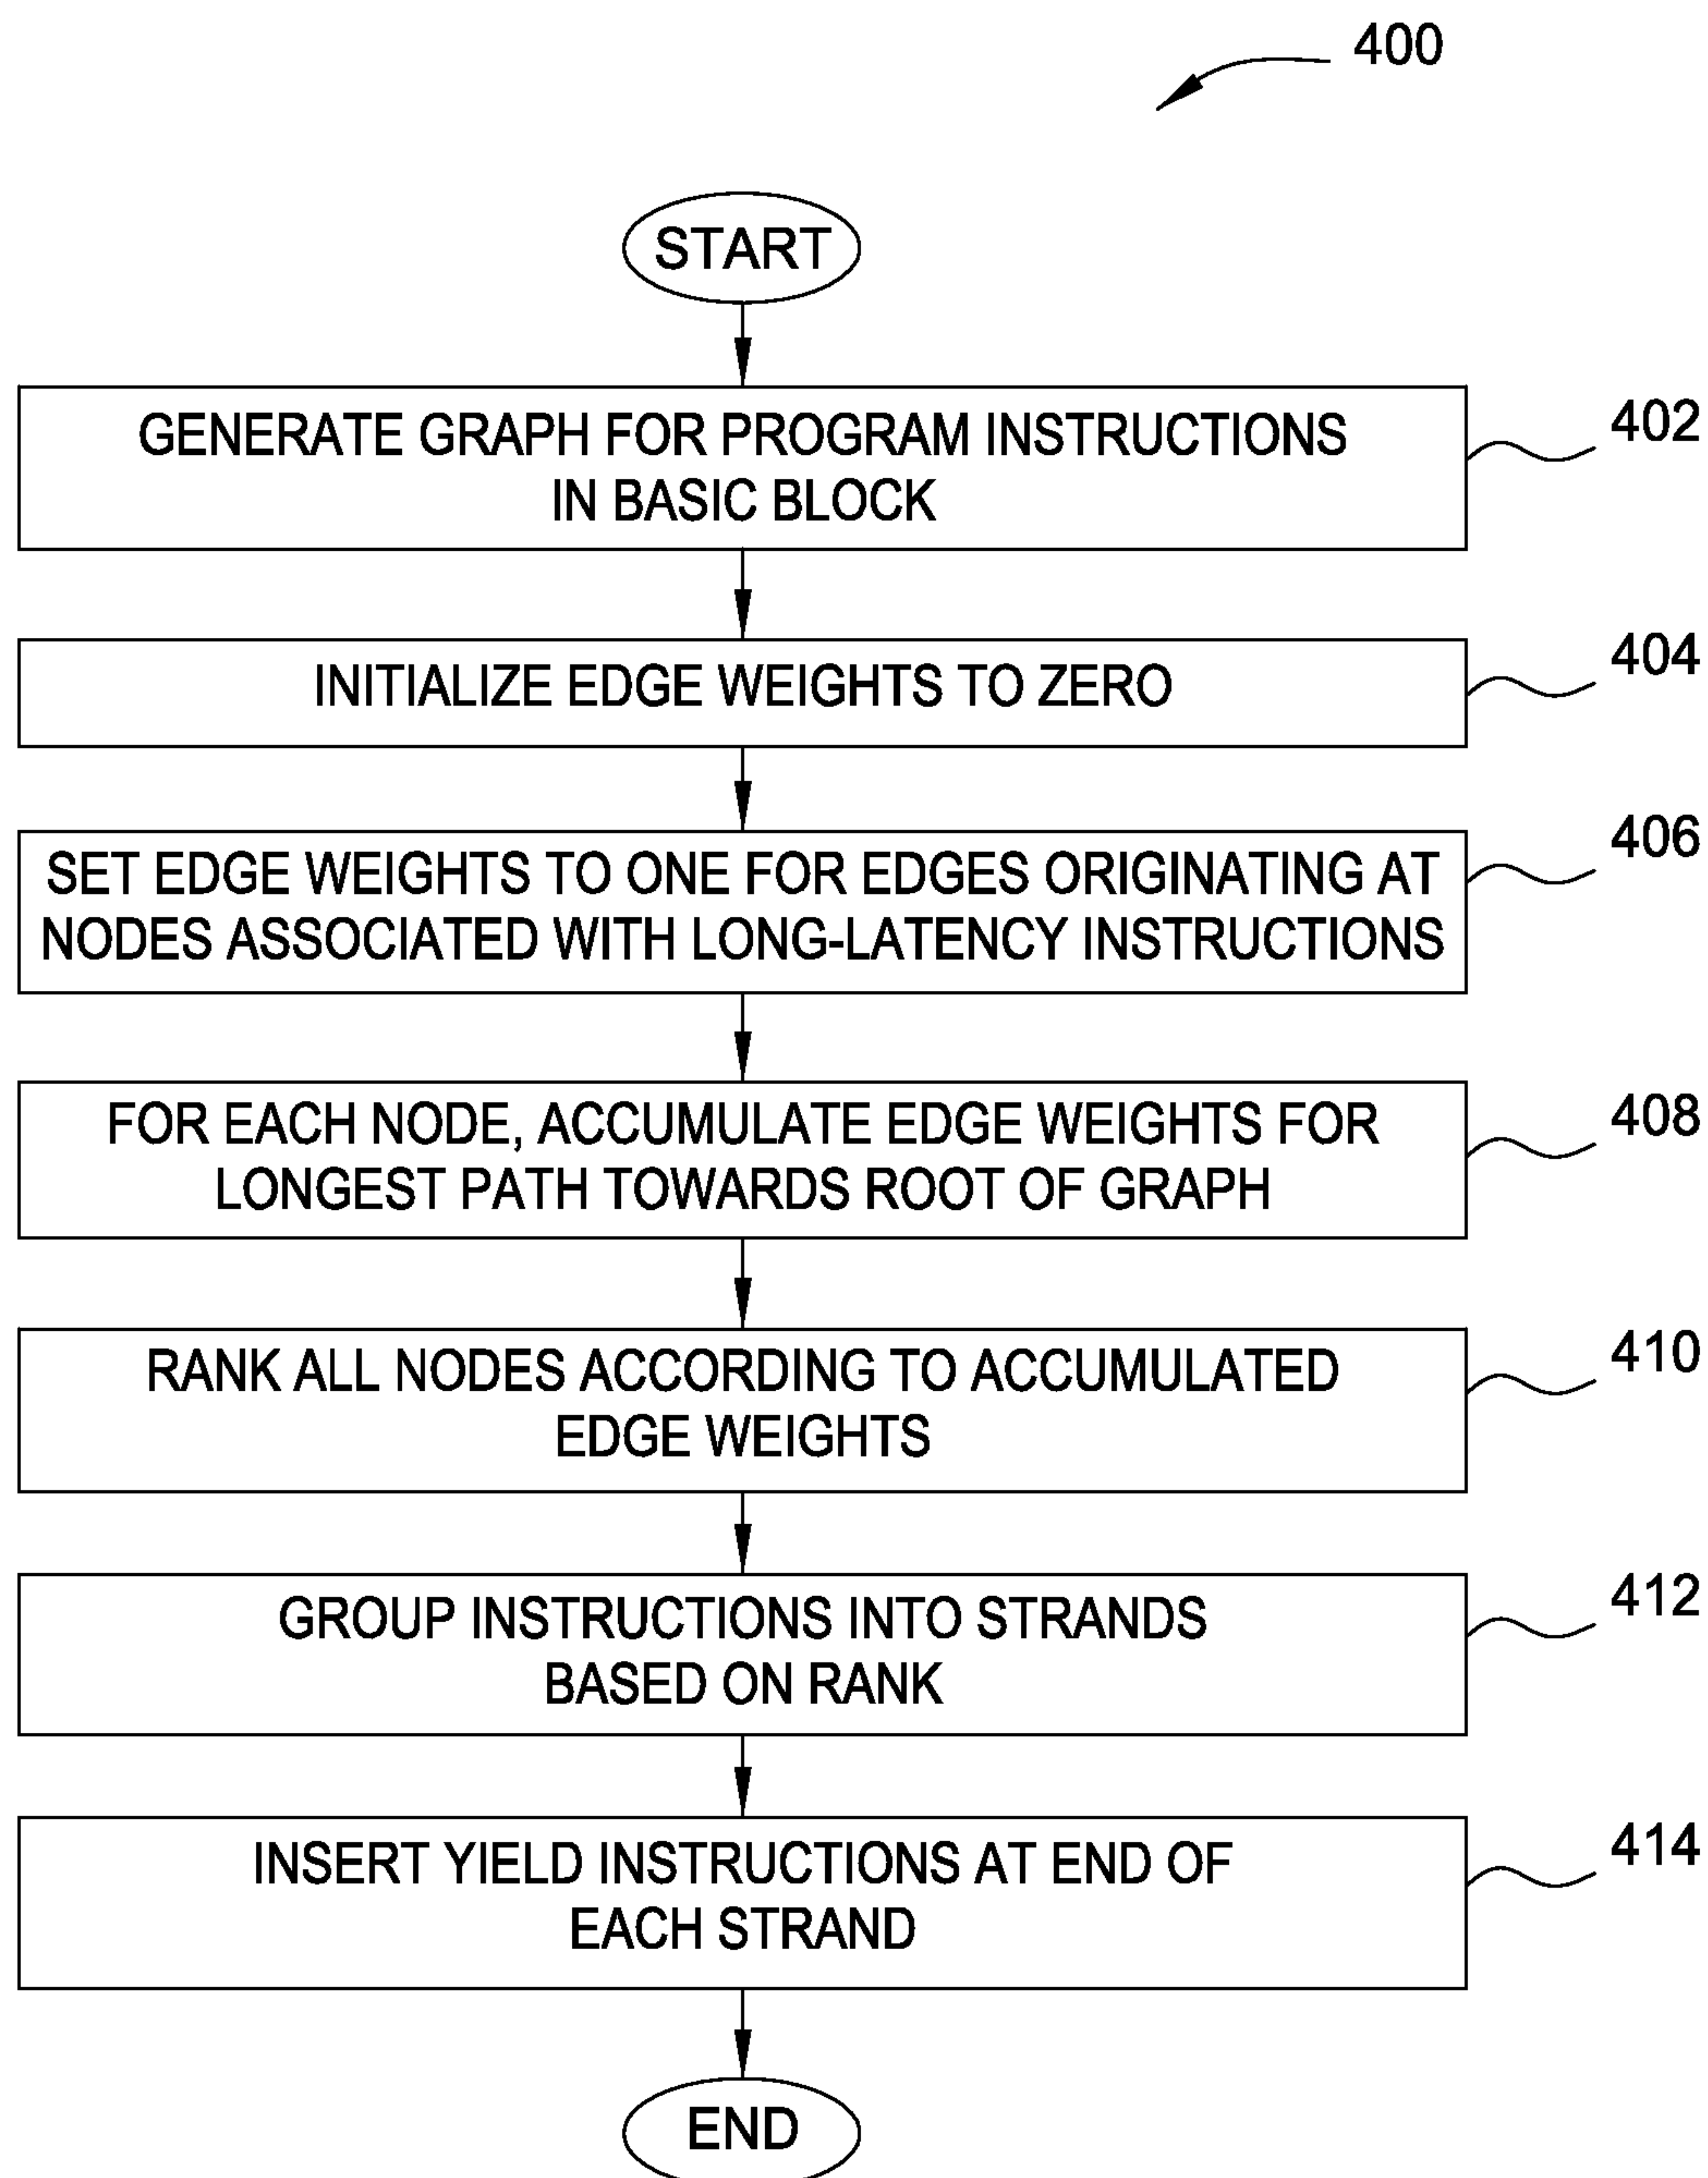 400
START
GENERATE GRAPH FOR PROGRAM INSTRUCTIONS
IN BASIC BLOCK
402
INITIALIZE EDGE WEIGHTS TO ZERO
404
SET EDGE WEIGHTS TO ONE FOR EDGES ORIGINATING AT
NODES ASSOCIATED WITH LONG-LATENCY INSTRUCTIONS
406
FOR EACH NODE, ACCUMULATE EDGE WEIGHTS FOR
LONGEST PATH TOWARDS ROOT OF GRAPH
408
RANK ALL NODES ACCORDING TO ACCUMULATED
EDGE WEIGHTS
410
GROUP INSTRUCTIONS INTO STRANDS
BASED ON RANK
412
INSERT YIELD INSTRUCTIONS AT END OF
EACH STRAND
414
END